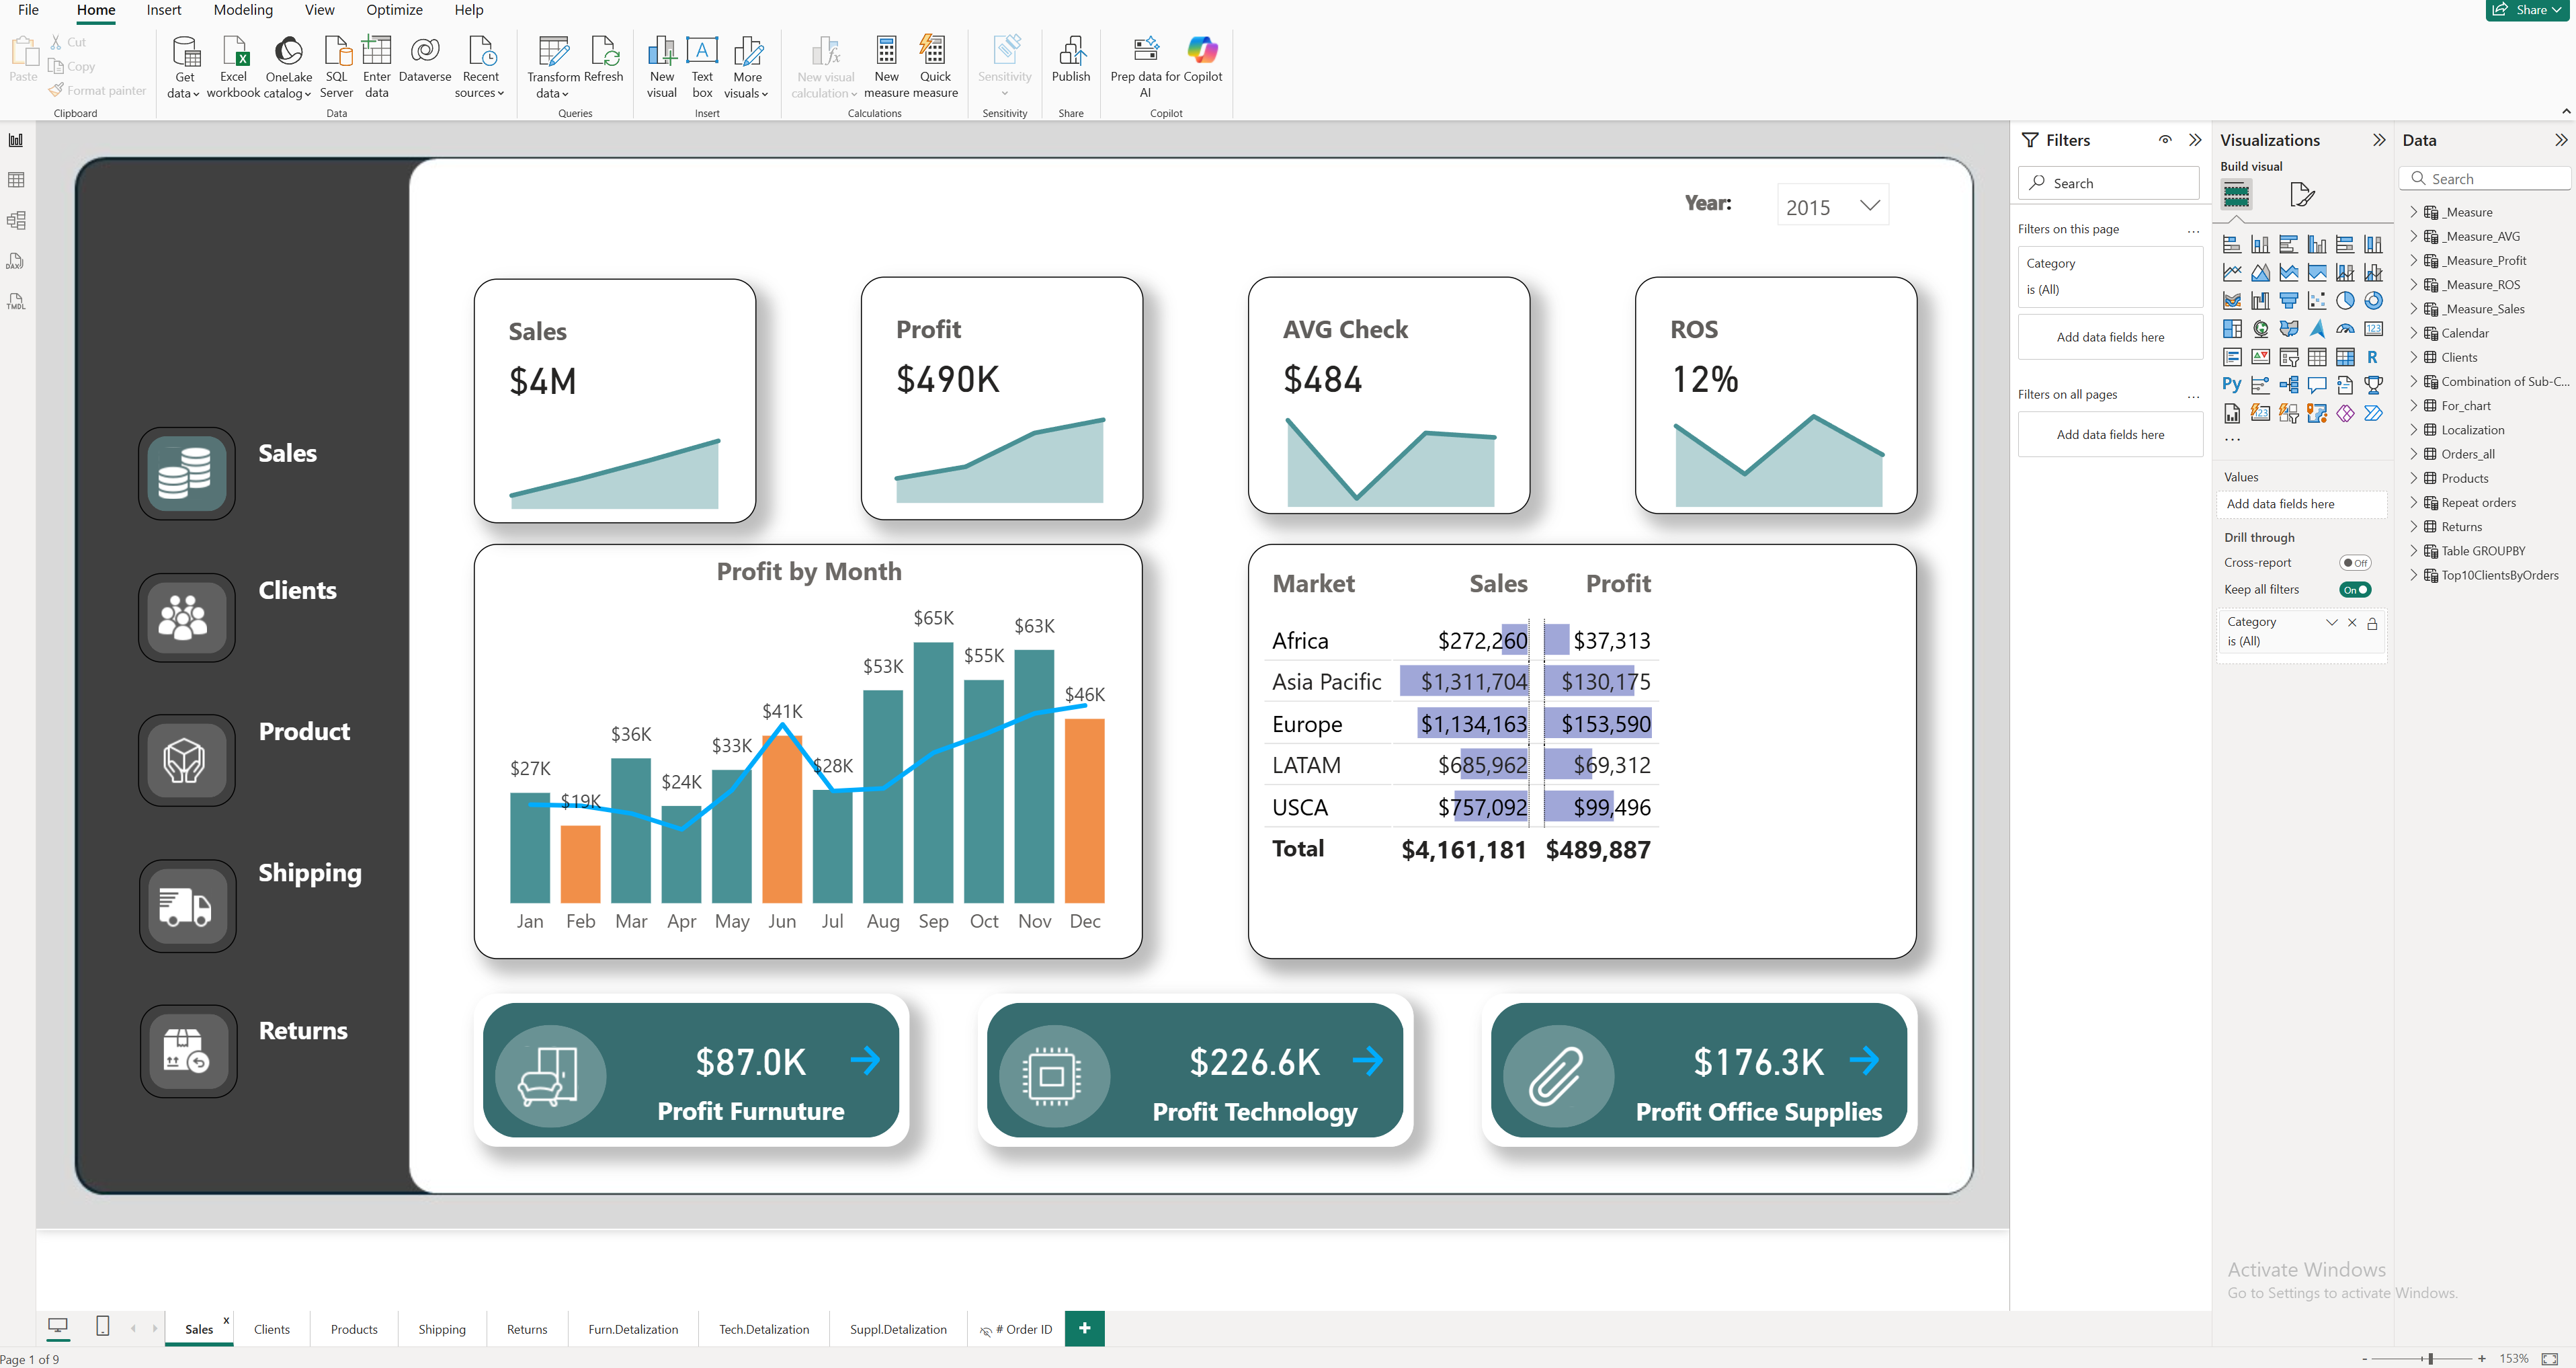 File Home Insert Modeling View Optimize Help
Share
Paste
Cut
Copy
Format painter
Clipboard
Get data
Excel workbook
OneLake catalog
SQL Server
Enter data
Dataverse
Recent sources
Data
Transform data
Refresh
Queries
New visual
Text box
More visuals
Insert
New visual calculation
New measure
Quick measure
Calculations
Sensitivity
Sensitivity
Publish
Share
Prep data for AI
Copilot
Copilot
DAX
TMDL
Year:
2015
Sales
Clients
Product
Shipping
Returns
Sales
$4M
Profit
$490K
AVG Check
$484
ROS
12%
Profit by Month
$27K $19K $36K $24K $33K $41K $28K $53K $65K $55K $63K $46K
Jan Feb Mar Apr May Jun Jul Aug Sep Oct Nov Dec
Market Sales Profit
Africa $272,260 $37,313
Asia Pacific $1,311,704 $130,175
Europe $1,134,163 $153,590
LATAM $685,962 $69,312
USCA $757,092 $99,496
Total $4,161,181 $489,887
$87.0K
Profit Furnuture
$226.6K
Profit Technology
$176.3K
Profit Office Supplies
Filters
Search
Filters on this page
Category
is (All)
Add data fields here
Filters on all pages
Add data fields here
Visualizations
Build visual
123
R
Py
123
Values
Add data fields here
Drill through
Cross-report Off
Keep all filters On
Category
is (All)
Data
Search
_Measure
_Measure_AVG
_Measure_Profit
_Measure_ROS
_Measure_Sales
Calendar
Clients
Combination of Sub-C...
For_chart
Localization
Orders_all
Products
Repeat orders
Returns
Table GROUPBY
Top10ClientsByOrders
Activate Windows
Go to Settings to activate Windows.
Sales x Clients Products Shipping Returns Furn.Detalization Tech.Detalization Suppl.Detalization # Order ID +
Page 1 of 9
- + 153%